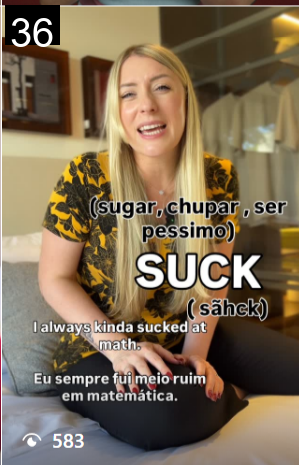 36
(sugar, chupar , ser
pessimo)
SUCK
( sãhck)
I always kinda sucked at
math.
Eu sempre fui meio ruim
em matemática.
583